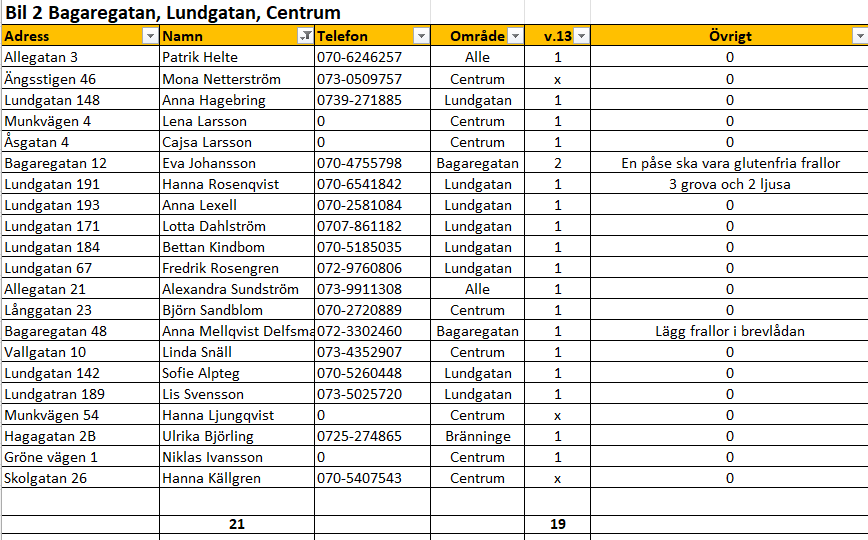 Bil 2 Bagaregatan, Lundgatan, Centrum
Adress Namn Telefon Område v.13 Övrigt
Allegatan 3 Patrik Helte 070-6246257 Alle 1 0
Ängsstigen 46 Mona Netterström 073-0509757 Centrum x 0
Lundgatan 148 Anna Hagebring 0739-271885 Lundgatan 1 0
Munkvägen 4 Lena Larsson 0 Centrum 1 0
Åsgatan 4 Cajsa Larsson 0 Centrum 1 0
Bagaregatan 12 Eva Johansson 070-4755798 Bagaregatan 2 En påse ska vara glutenfria frallor
Lundgatan 191 Hanna Rosenqvist 070-6541842 Lundgatan 1 3 grova och 2 ljusa
Lundgatan 193 Anna Lexell 070-2581084 Lundgatan 1 0
Lundgatan 171 Lotta Dahlström 0707-861182 Lundgatan 1 0
Lundgatan 184 Bettan Kindbom 070-5185035 Lundgatan 1 0
Lundgatan 67 Fredrik Rosengren 072-9760806 Lundgatan 1 0
Allegatan 21 Alexandra Sundström 073-9911308 Alle 1 0
Långgatan 23 Björn Sandblom 070-2720889 Centrum 1 0
Bagaregatan 48 Anna Mellqvist Delfsma 072-3302460 Bagaregatan 1 Lägg frallor i brevlådan
Vallgatan 10 Linda Snäll 073-4352907 Centrum 1 0
Lundgatan 142 Sofie Alpteg 070-5260448 Lundgatan 1 0
Lundgatran 189 Lis Svensson 073-5025720 Lundgatan 1 0
Munkvägen 54 Hanna Ljungqvist 0 Centrum x 0
Hagagatan 2B Ulrika Björling 0725-274865 Bränninge 1 0
Gröne vägen 1 Niklas Ivansson 0 Centrum 1 0
Skolgatan 26 Hanna Källgren 070-5407543 Centrum x 0
21 19